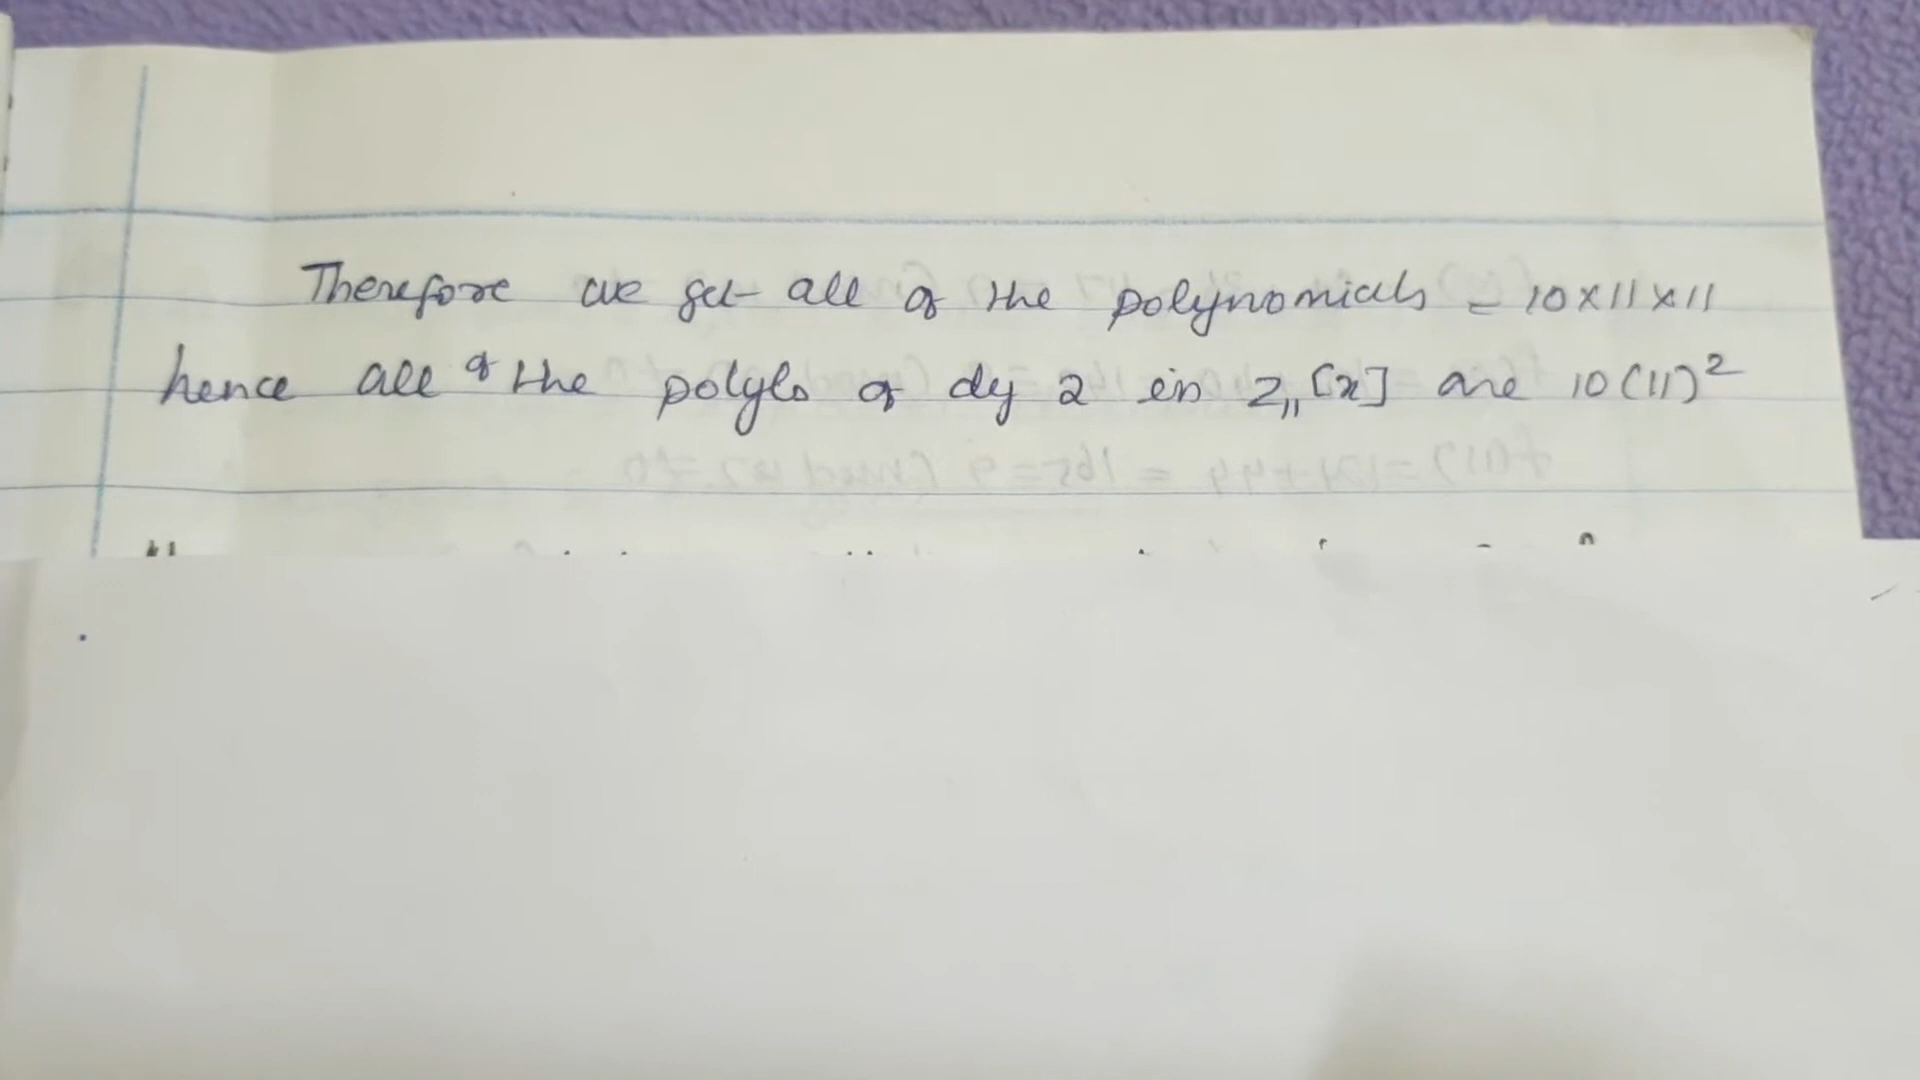 Therefore we get all of the polynomials = 10×11×11
hence all of the polyls of dg 2 in Z₁₁[x] are 10(11)²